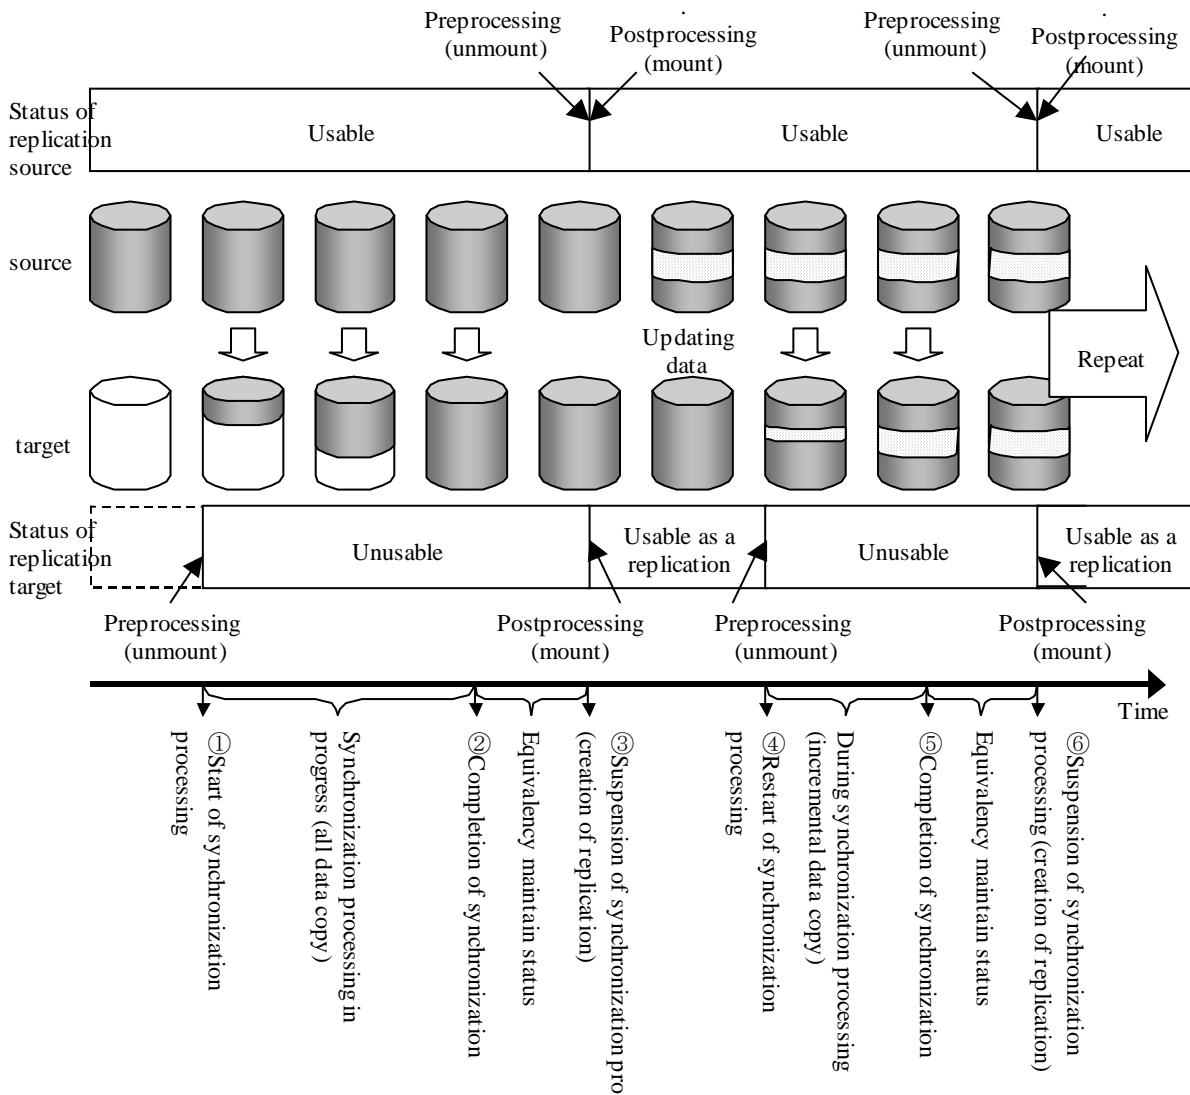 Preprocessing
(unmount)
Postprocessing
(mount)
Preprocessing
(unmount)
Postprocessing
(mount)
Status of
replication
source
Usable
Usable
Usable
source
Updating
data
Repeat
target
Status of
replication
target
Unusable
Usable as a
replication
Unusable
Usable as a
replication
Preprocessing
(unmount)
Postprocessing
(mount)
Preprocessing
(unmount)
Postprocessing
(mount)
Time
①Start of synchronization
processing
Synchronization processing in
progress (all data copy)
②Completion of synchronization
Equivalency maintain status
③Suspension of synchronization pro
(creation of replication)
④Restart of synchronization
processing
During synchronization processing
(incremental data copy)
⑤Completion of synchronization
Equivalency maintain status
⑥Suspension of synchronization
processing (creation of replication)